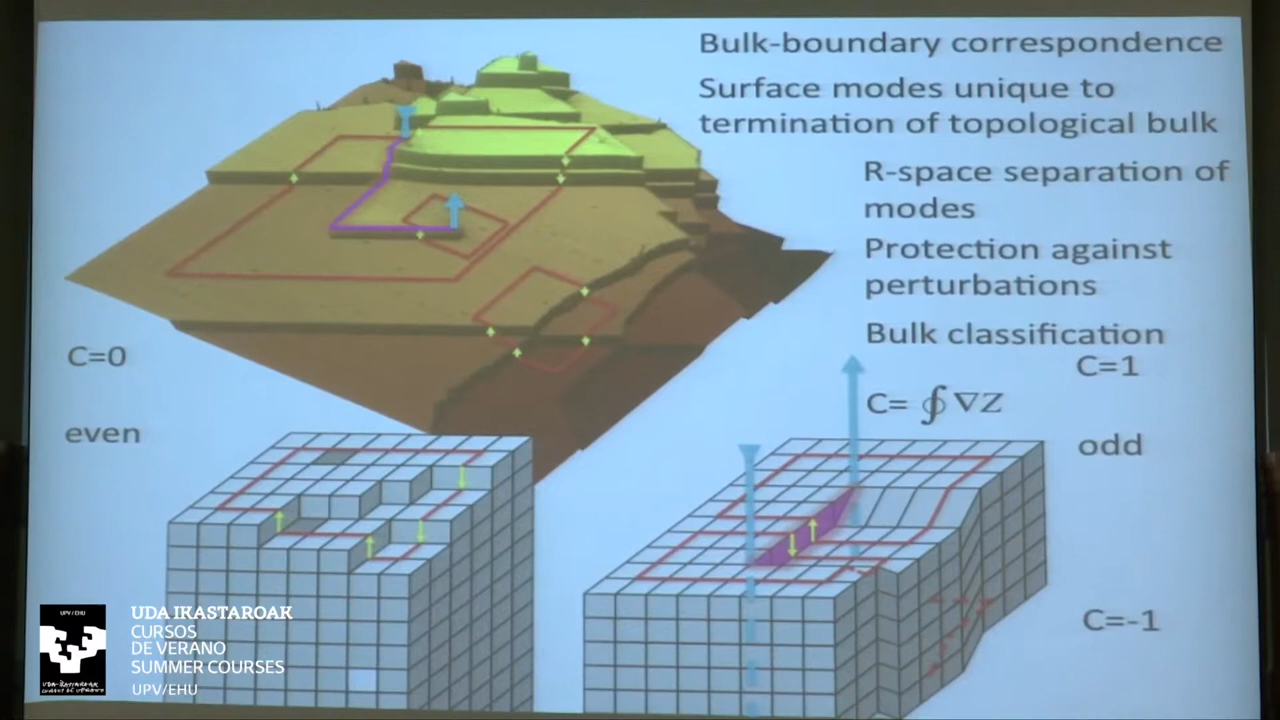 Bulk-boundary correspondence
Surface modes unique to
termination of topological bulk
R-space separation of
modes
Protection against
perturbations
Bulk classification
C=0
C=1
C= ∮ ∇Z
even
odd
C=-1
UPV/EHU
UDA IKASTAROAK
CURSOS
DE VERANO
SUMMER COURSES
UPV/EHU